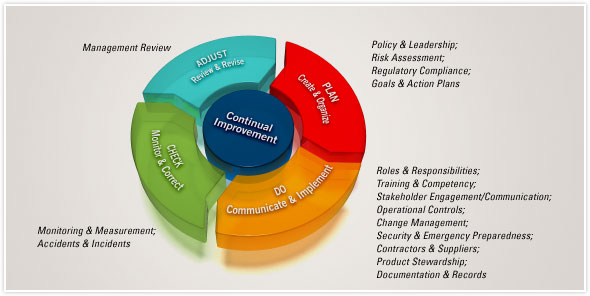 Management Review
ADJUST
Review & Revise
Policy & Leadership;
Risk Assessment;
Regulatory Compliance;
Goals & Action Plans
PLAN
Create & Organize
Continual
Improvement
CHECK
Monitor & Correct
DO
Communicate & Implement
Roles & Responsibilities;
Training & Competency;
Stakeholder Engagement/Communication;
Operational Controls;
Change Management;
Security & Emergency Preparedness;
Contractors & Suppliers;
Product Stewardship;
Documentation & Records
Monitoring & Measurement;
Accidents & Incidents